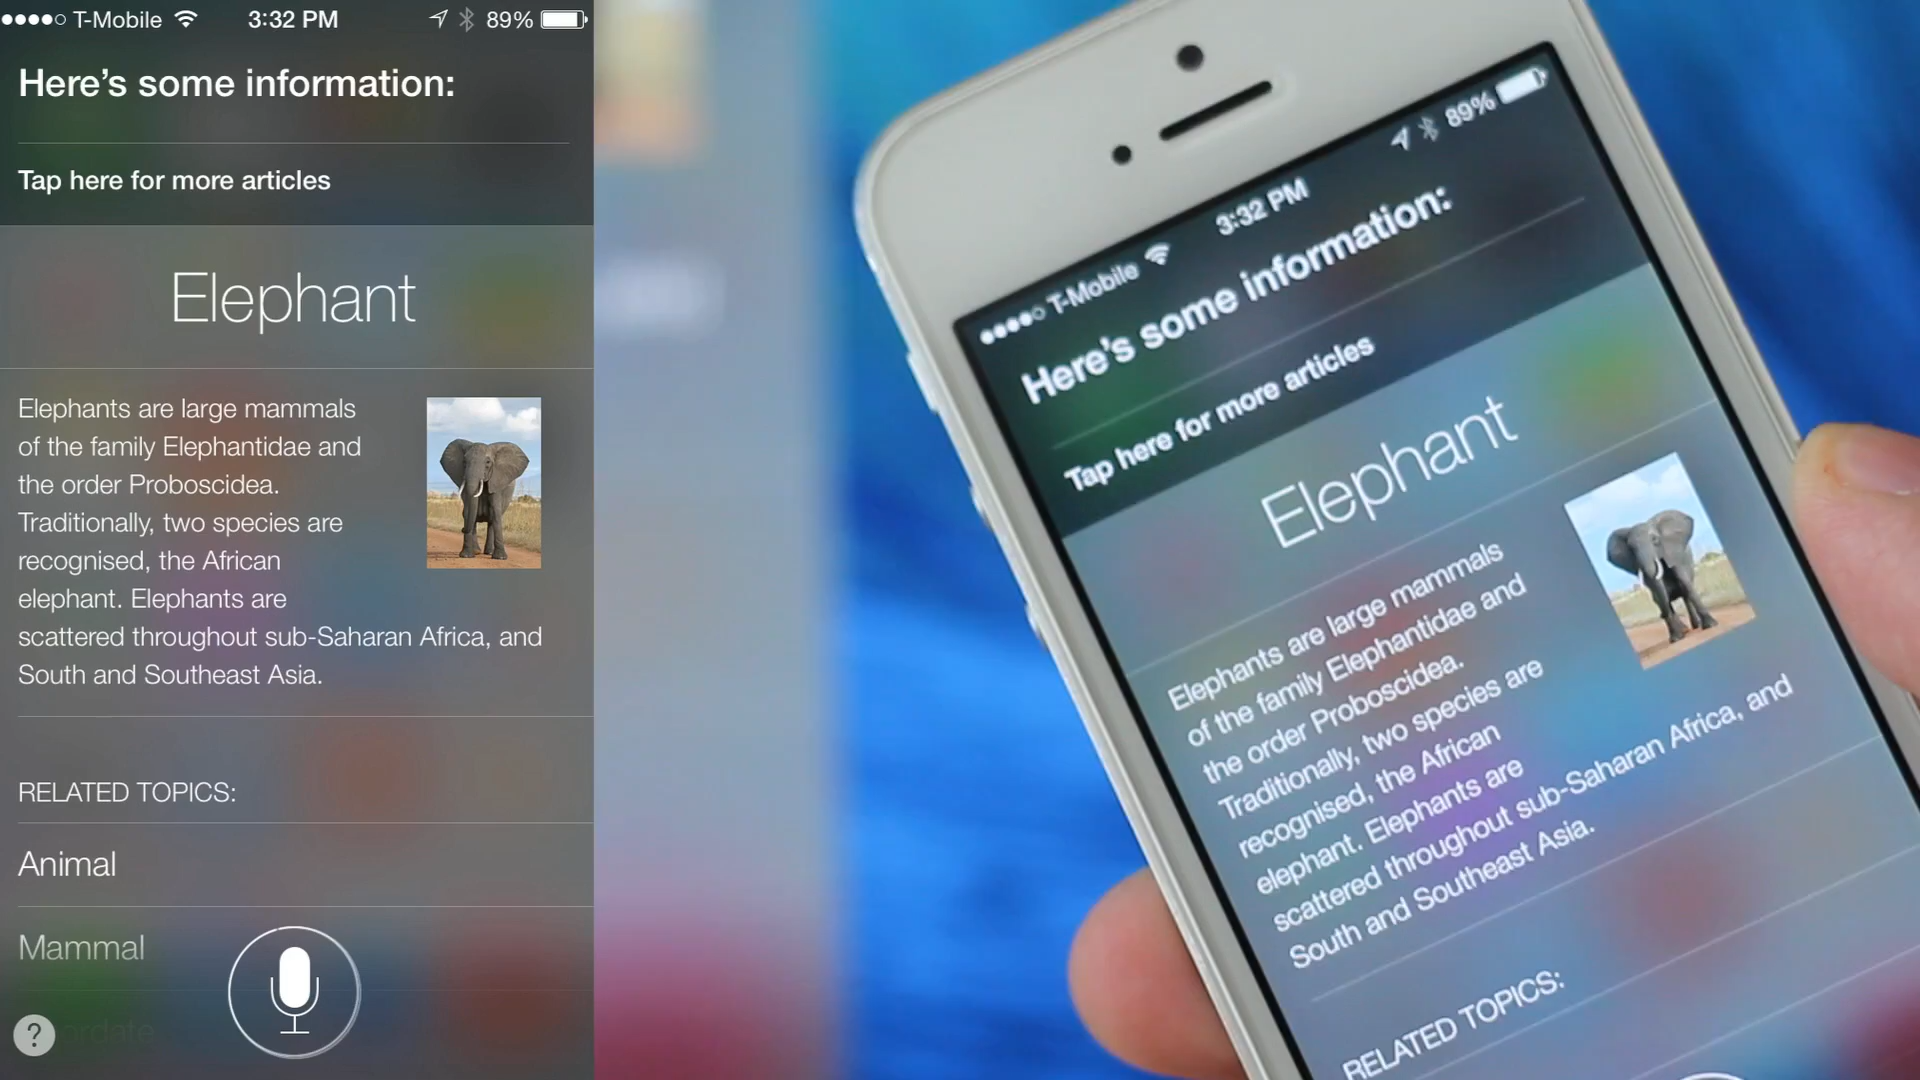 T-Mobile 3:32 PM 89%
Here's some information:
Tap here for more articles
Elephant
Elephants are large mammals
of the family Elephantidae and
the order Proboscidea.
Traditionally, two species are
recognised, the African
elephant. Elephants are
scattered throughout sub-Saharan Africa, and
South and Southeast Asia.
RELATED TOPICS:
Animal
Mammal
?
T-Mobile 3:32 PM 89%
Here's some information:
Tap here for more articles
Elephant
Elephants are large mammals
of the family Elephantidae and
the order Proboscidea.
Traditionally, two species are
recognised, the African
elephant. Elephants are
scattered throughout sub-Saharan Africa, and
South and Southeast Asia.
RELATED TOPICS: